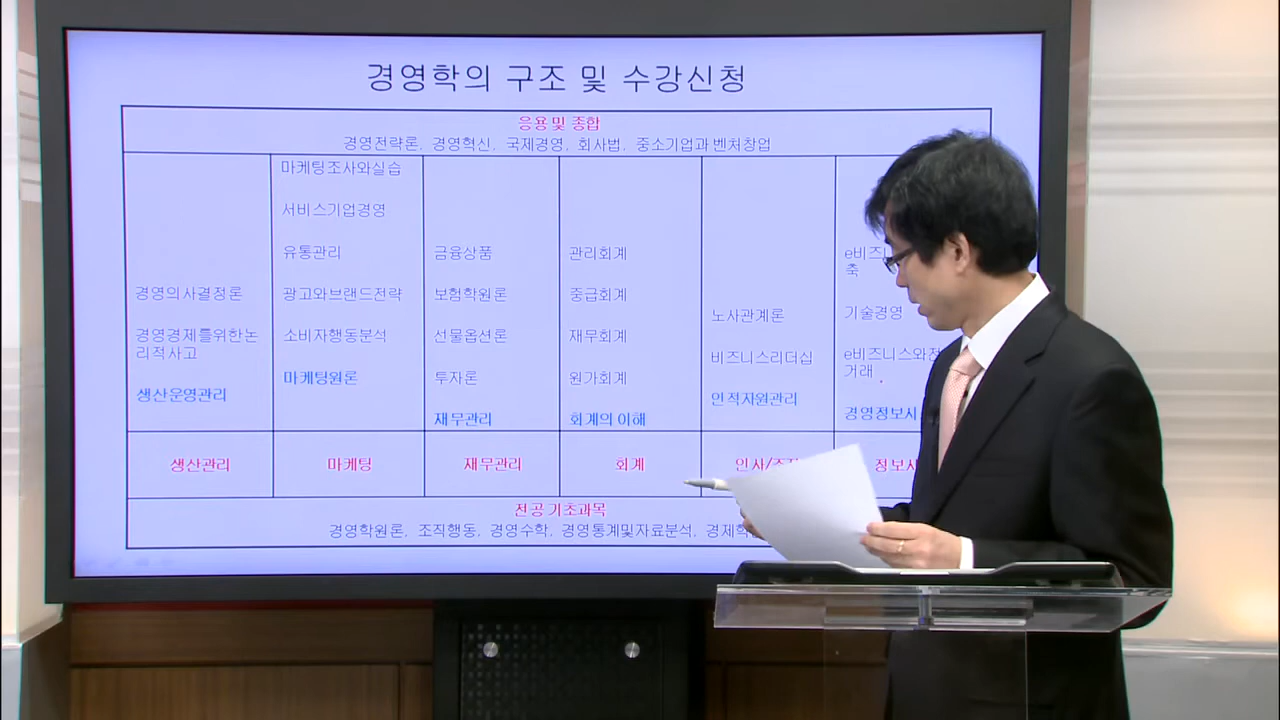 경영학의 구조 및 수강신청
응용 및 종합
경영전략론, 경영혁신, 국제경영, 회사법, 중소기업과 벤처창업
경영의사결정론
경영경제를위한논
리적사고
생산운영관리
마케팅조사와실습
서비스기업경영
유통관리
광고와브랜드전략
소비자행동분석
마케팅원론
금융상품
보험학원론
선물옵션론
투자론
재무관리
관리회계
중급회계
재무회계
원가회계
회계의 이해
노사관계론
비즈니스리더십
인적자원관리
축
기술경영
거래
생산관리
마케팅
재무관리
회계
전공 기초과목
경영학원론, 조직행동, 경영수학, 경영통계및자료분석,